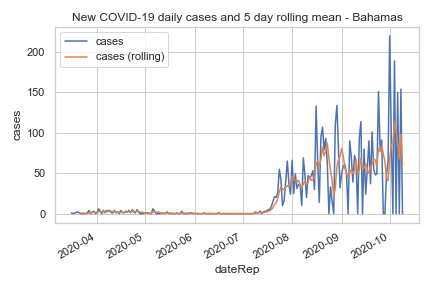 New COVID-19 daily cases and 5 day rolling mean - Bahamas
cases
cases (rolling)
200
150
100
50
0
cases
2020-04
2020-05
2020-06
2020-07
2020-08
2020-09
2020-10
dateRep